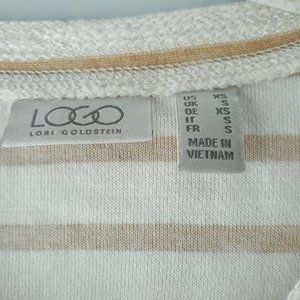 LOGO
LORI GOLDSTEIN
US XS
UK S
DE XS
IT S
FR S
MADE IN
VIETNAM